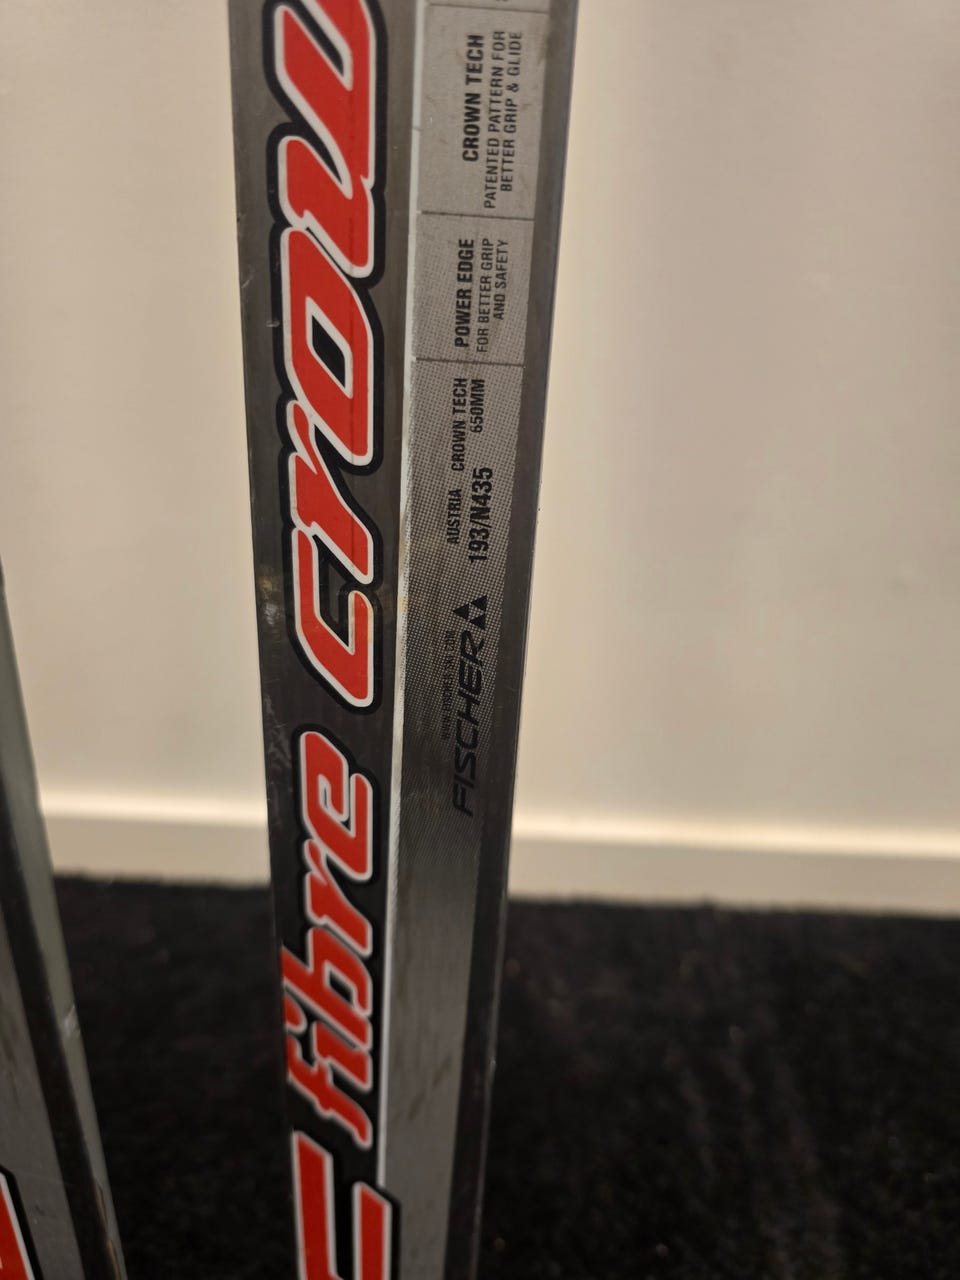 fibre crow
CROWN TECH
PATENTED PATTERN FOR
BETTER GRIP & GLIDE
POWER EDGE
FOR BETTER GRIP
AND SAFETY
AUSTRIA CROWN TECH
193/N435 650MM
FISCHER